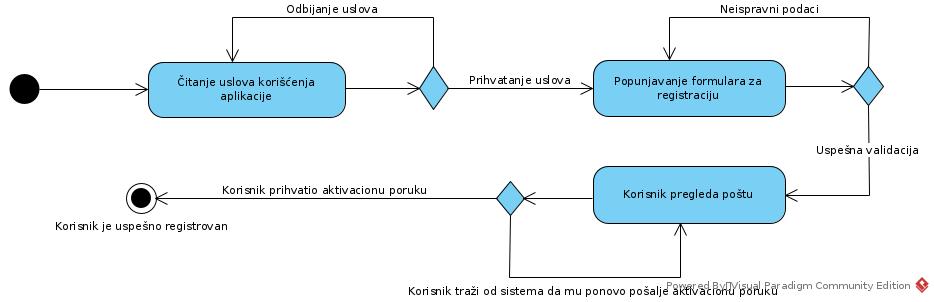 Odbijanje uslova
Neispravni podaci
Čitanje uslova korišćenja
aplikacije
Prihvatanje uslova
Popunjavanje formulara za
registraciju
Uspešna validacija
Korisnik prihvatio aktivacionu poruku
Korisnik pregleda poštu
Korisnik je uspešno registrovan
Korisnik traži od sistema da mu ponovo pošalje aktivacionu poruku
Powered By Visual Paradigm Community Edition